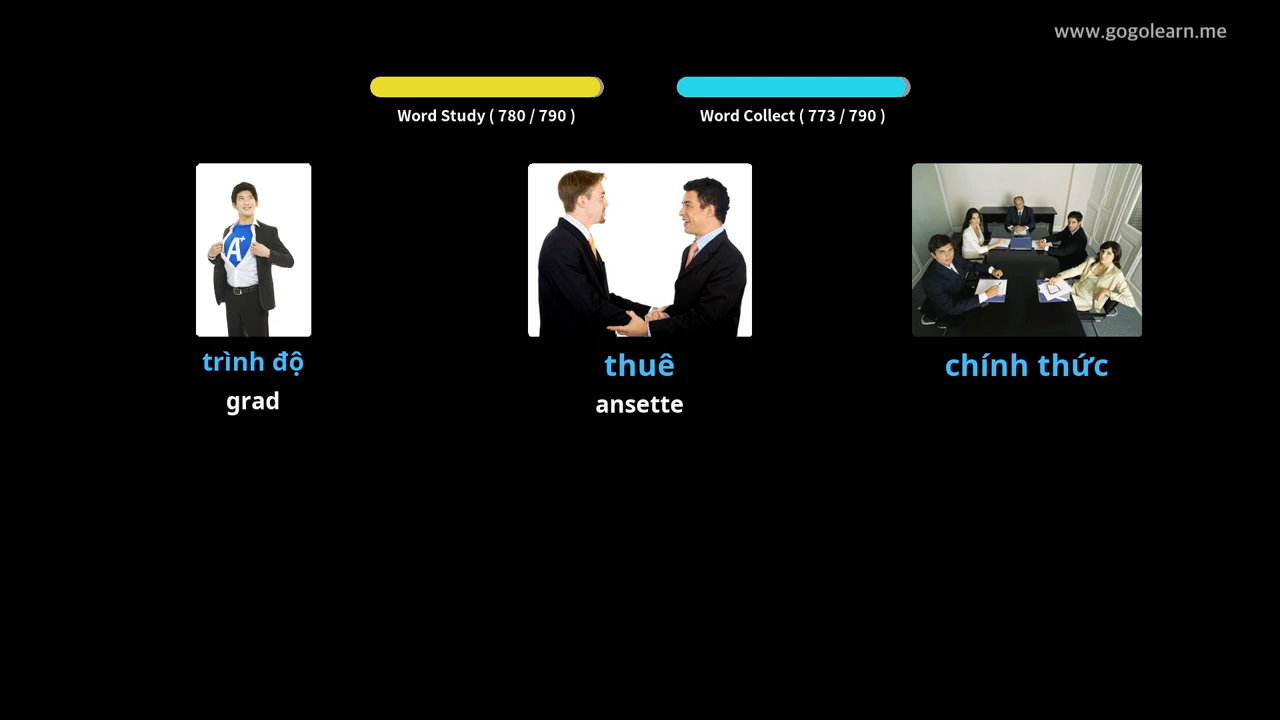 www.gogolearn.me
Word Study ( 780 / 790 )
Word Collect ( 773 / 790 )
A+
trình độ
thuê
chính thức
grad
ansette